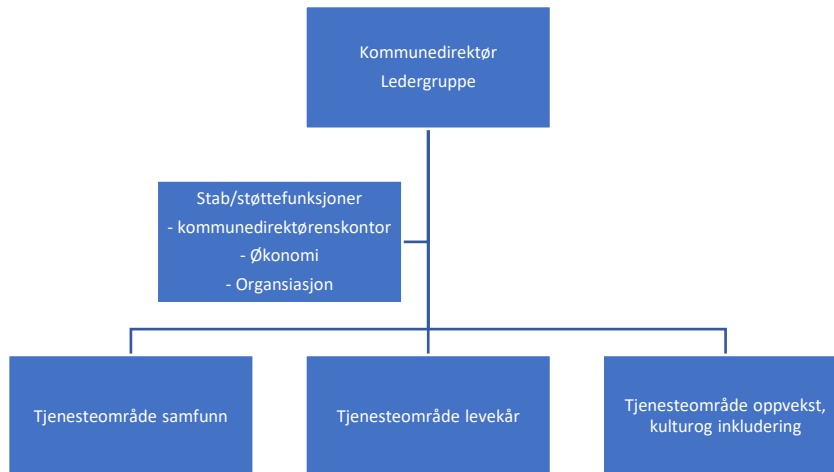 Kommunedirektør
Ledergruppe
Stab/støttefunksjoner
- kommunedirektørenskontor
- Økonomi
- Organsiasjon
Tjenesteområde samfunn
Tjenesteområde levekår
Tjenesteområde oppvekst,
kulturog inkludering